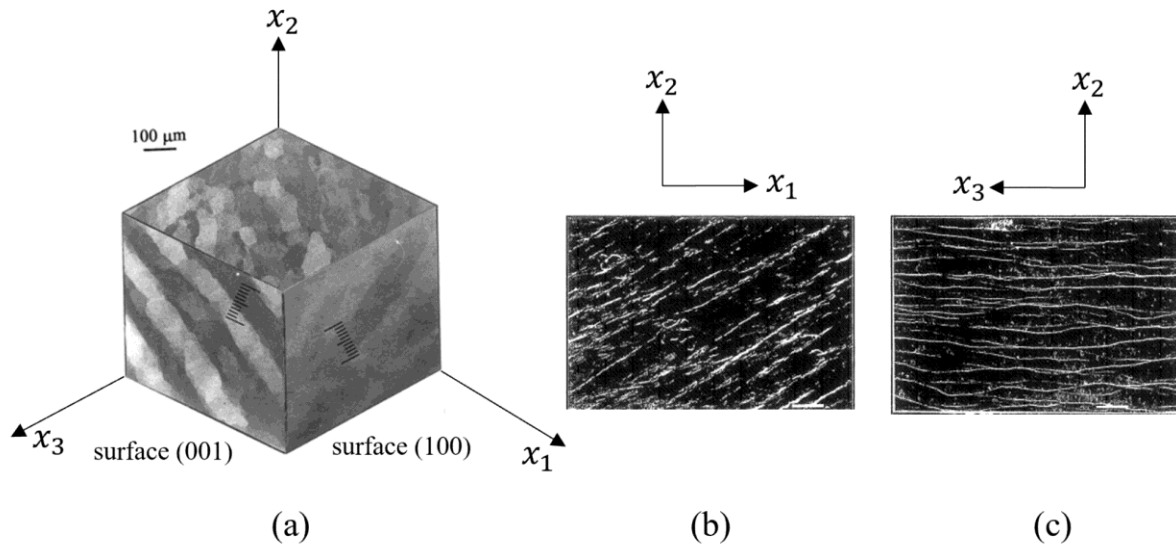 x₂
100 μm
x₃
surface (001)
surface (100)
x₁
(a)
x₂
x₁
(b)
x₂
x₃
(c)